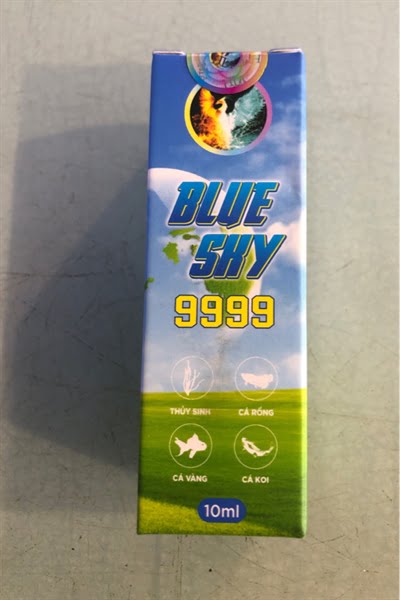 BLUE
SKY
9999
THỦY SINH
CÁ RỒNG
CÁ VÀNG
CÁ KOI
10ml